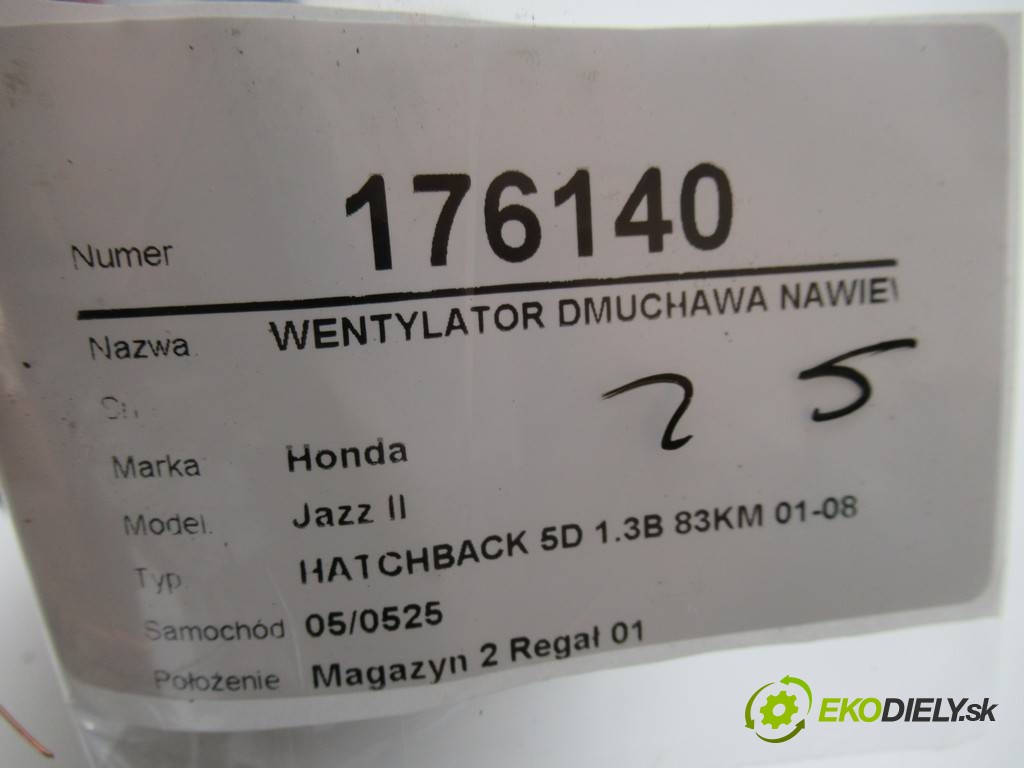 Numer 176140
Nazwa WENTYLATOR DMUCHAWA NAWIEW
2 5
Marka Honda
Model. Jazz II
Typ HATCHBACK 5D 1.3B 83KM 01-08
Samochód 05/0525
Położenie Magazyn 2 Regał 01
EKODIELY.sk